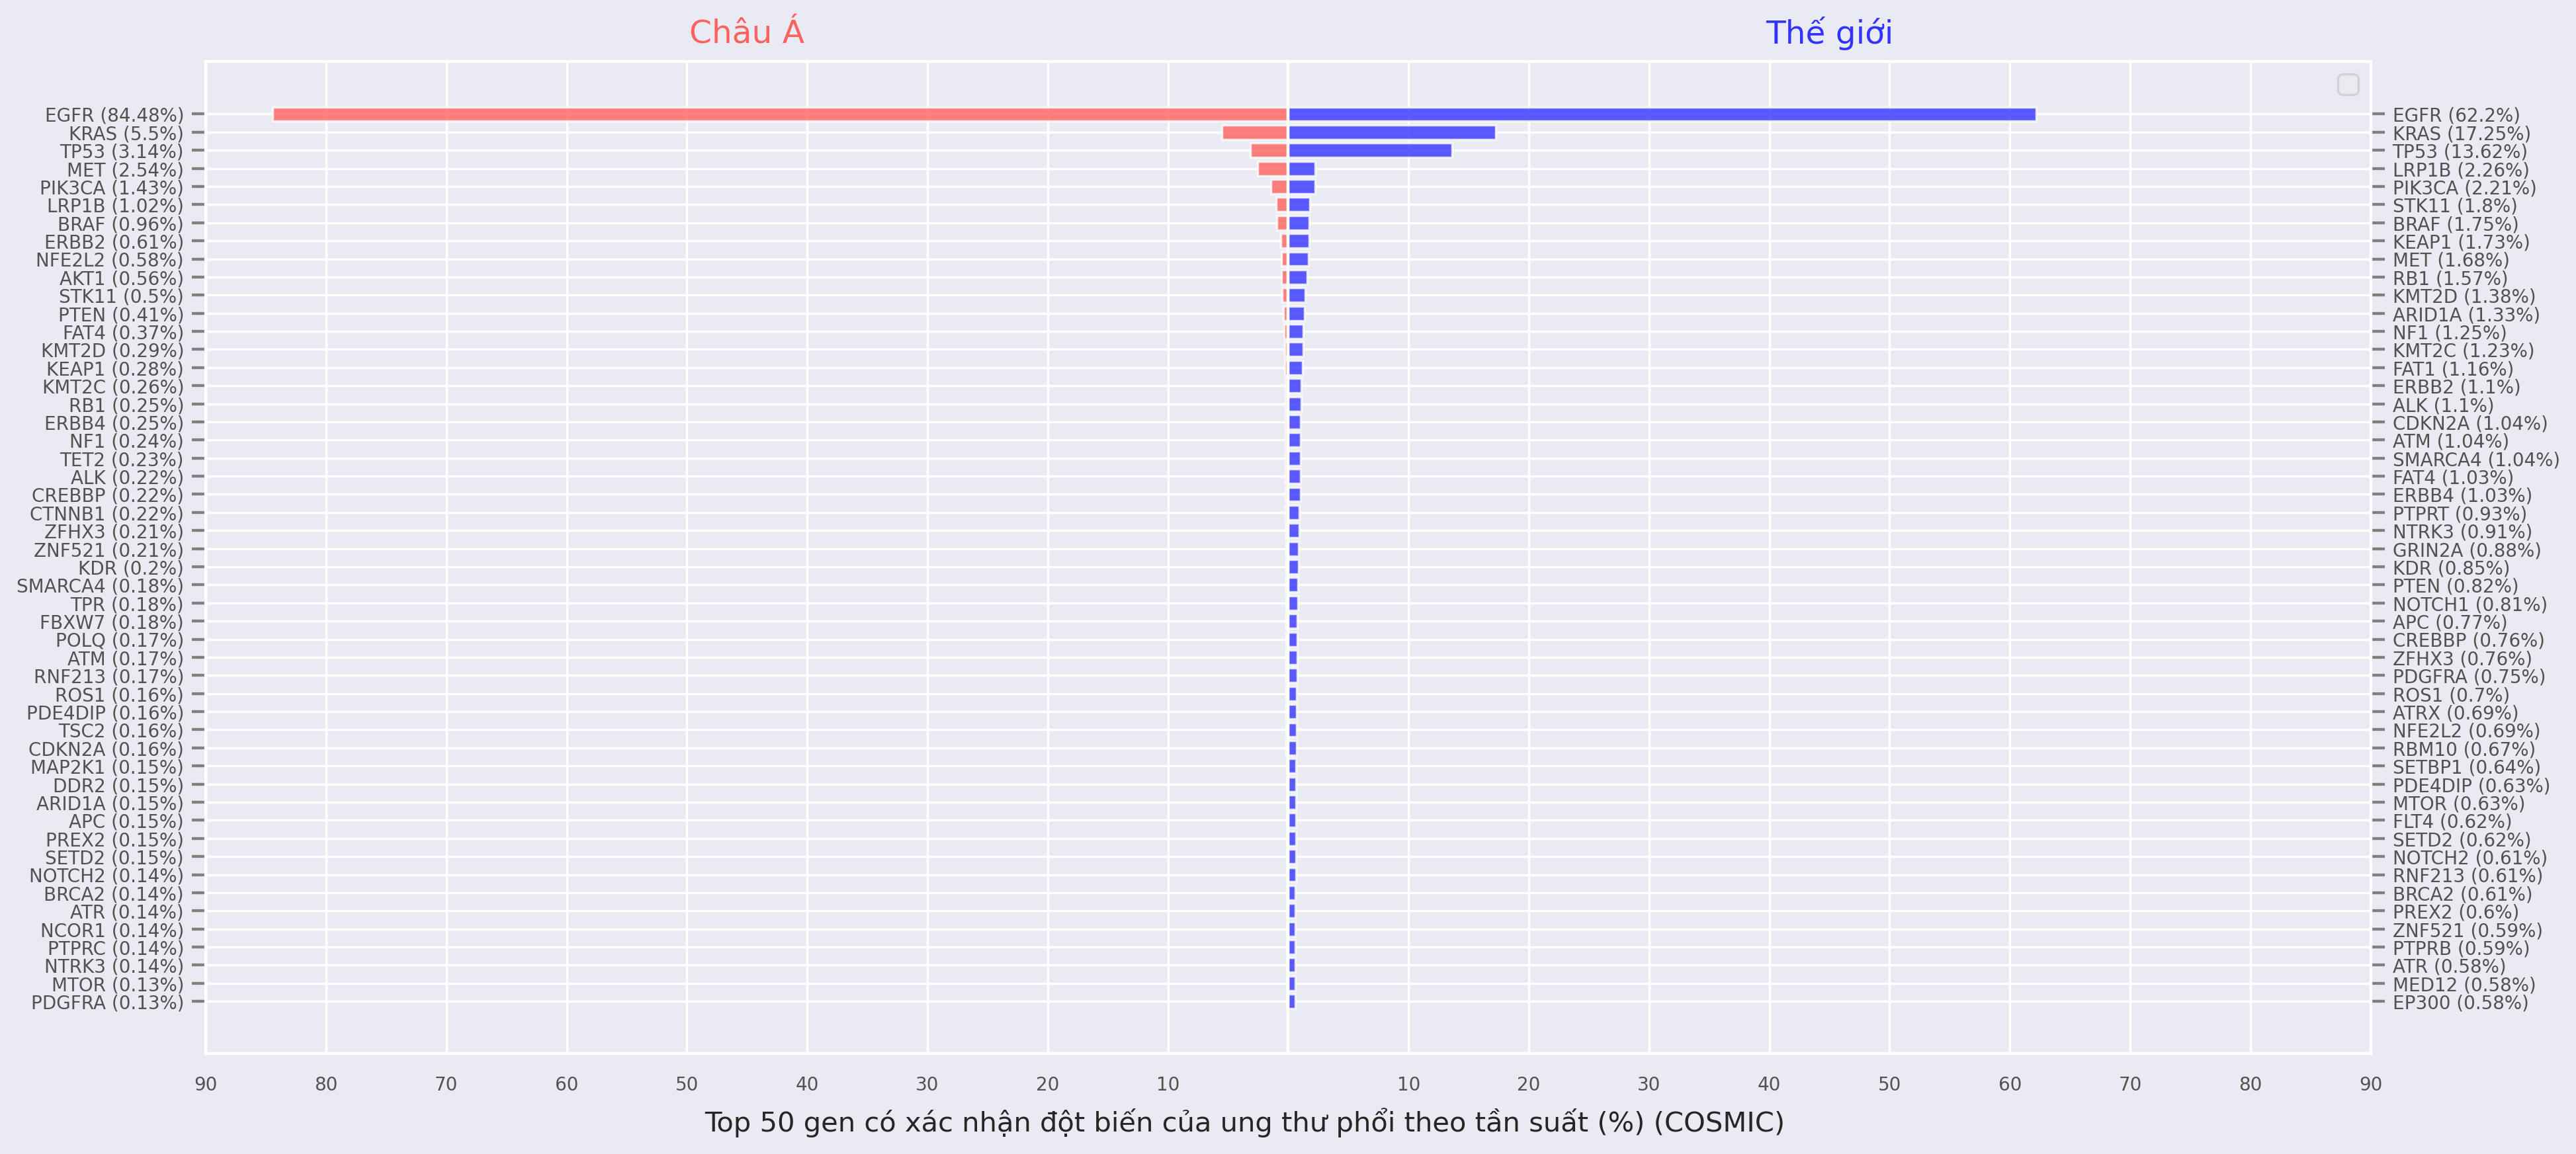 Châu Á
Thế giới
EGFR (84.48%)
KRAS (5.5%)
TP53 (3.14%)
MET (2.54%)
PIK3CA (1.43%)
LRP1B (1.02%)
BRAF (0.96%)
ERBB2 (0.61%)
NFE2L2 (0.58%)
AKT1 (0.56%)
STK11 (0.5%)
PTEN (0.41%)
FAT4 (0.37%)
KMT2D (0.29%)
KEAP1 (0.28%)
KMT2C (0.26%)
RB1 (0.25%)
ERBB4 (0.25%)
NF1 (0.24%)
TET2 (0.23%)
ALK (0.22%)
CREBBP (0.22%)
CTNNB1 (0.22%)
ZFHX3 (0.21%)
ZNF521 (0.21%)
KDR (0.2%)
SMARCA4 (0.18%)
TPR (0.18%)
FBXW7 (0.18%)
POLQ (0.17%)
ATM (0.17%)
RNF213 (0.17%)
ROS1 (0.16%)
PDE4DIP (0.16%)
TSC2 (0.16%)
CDKN2A (0.16%)
MAP2K1 (0.15%)
DDR2 (0.15%)
ARID1A (0.15%)
APC (0.15%)
PREX2 (0.15%)
SETD2 (0.15%)
NOTCH2 (0.14%)
BRCA2 (0.14%)
ATR (0.14%)
NCOR1 (0.14%)
PTPRC (0.14%)
NTRK3 (0.14%)
MTOR (0.13%)
PDGFRA (0.13%)
EGFR (62.2%)
KRAS (17.25%)
TP53 (13.62%)
LRP1B (2.26%)
PIK3CA (2.21%)
STK11 (1.8%)
BRAF (1.75%)
KEAP1 (1.73%)
MET (1.68%)
RB1 (1.57%)
KMT2D (1.38%)
ARID1A (1.33%)
NF1 (1.25%)
KMT2C (1.23%)
FAT1 (1.16%)
ERBB2 (1.1%)
ALK (1.1%)
CDKN2A (1.04%)
ATM (1.04%)
SMARCA4 (1.04%)
FAT4 (1.03%)
ERBB4 (1.03%)
PTPRT (0.93%)
NTRK3 (0.91%)
GRIN2A (0.88%)
KDR (0.85%)
PTEN (0.82%)
NOTCH1 (0.81%)
APC (0.77%)
CREBBP (0.76%)
ZFHX3 (0.76%)
PDGFRA (0.75%)
ROS1 (0.7%)
ATRX (0.69%)
NFE2L2 (0.69%)
RBM10 (0.67%)
SETBP1 (0.64%)
PDE4DIP (0.63%)
MTOR (0.63%)
FLT4 (0.62%)
SETD2 (0.62%)
NOTCH2 (0.61%)
RNF213 (0.61%)
BRCA2 (0.61%)
PREX2 (0.6%)
ZNF521 (0.59%)
PTPRB (0.59%)
ATR (0.58%)
MED12 (0.58%)
EP300 (0.58%)
90 80 70 60 50 40 30 20 10 10 20 30 40 50 60 70 80 90
Top 50 gen có xác nhận đột biến của ung thư phổi theo tần suất (%) (COSMIC)